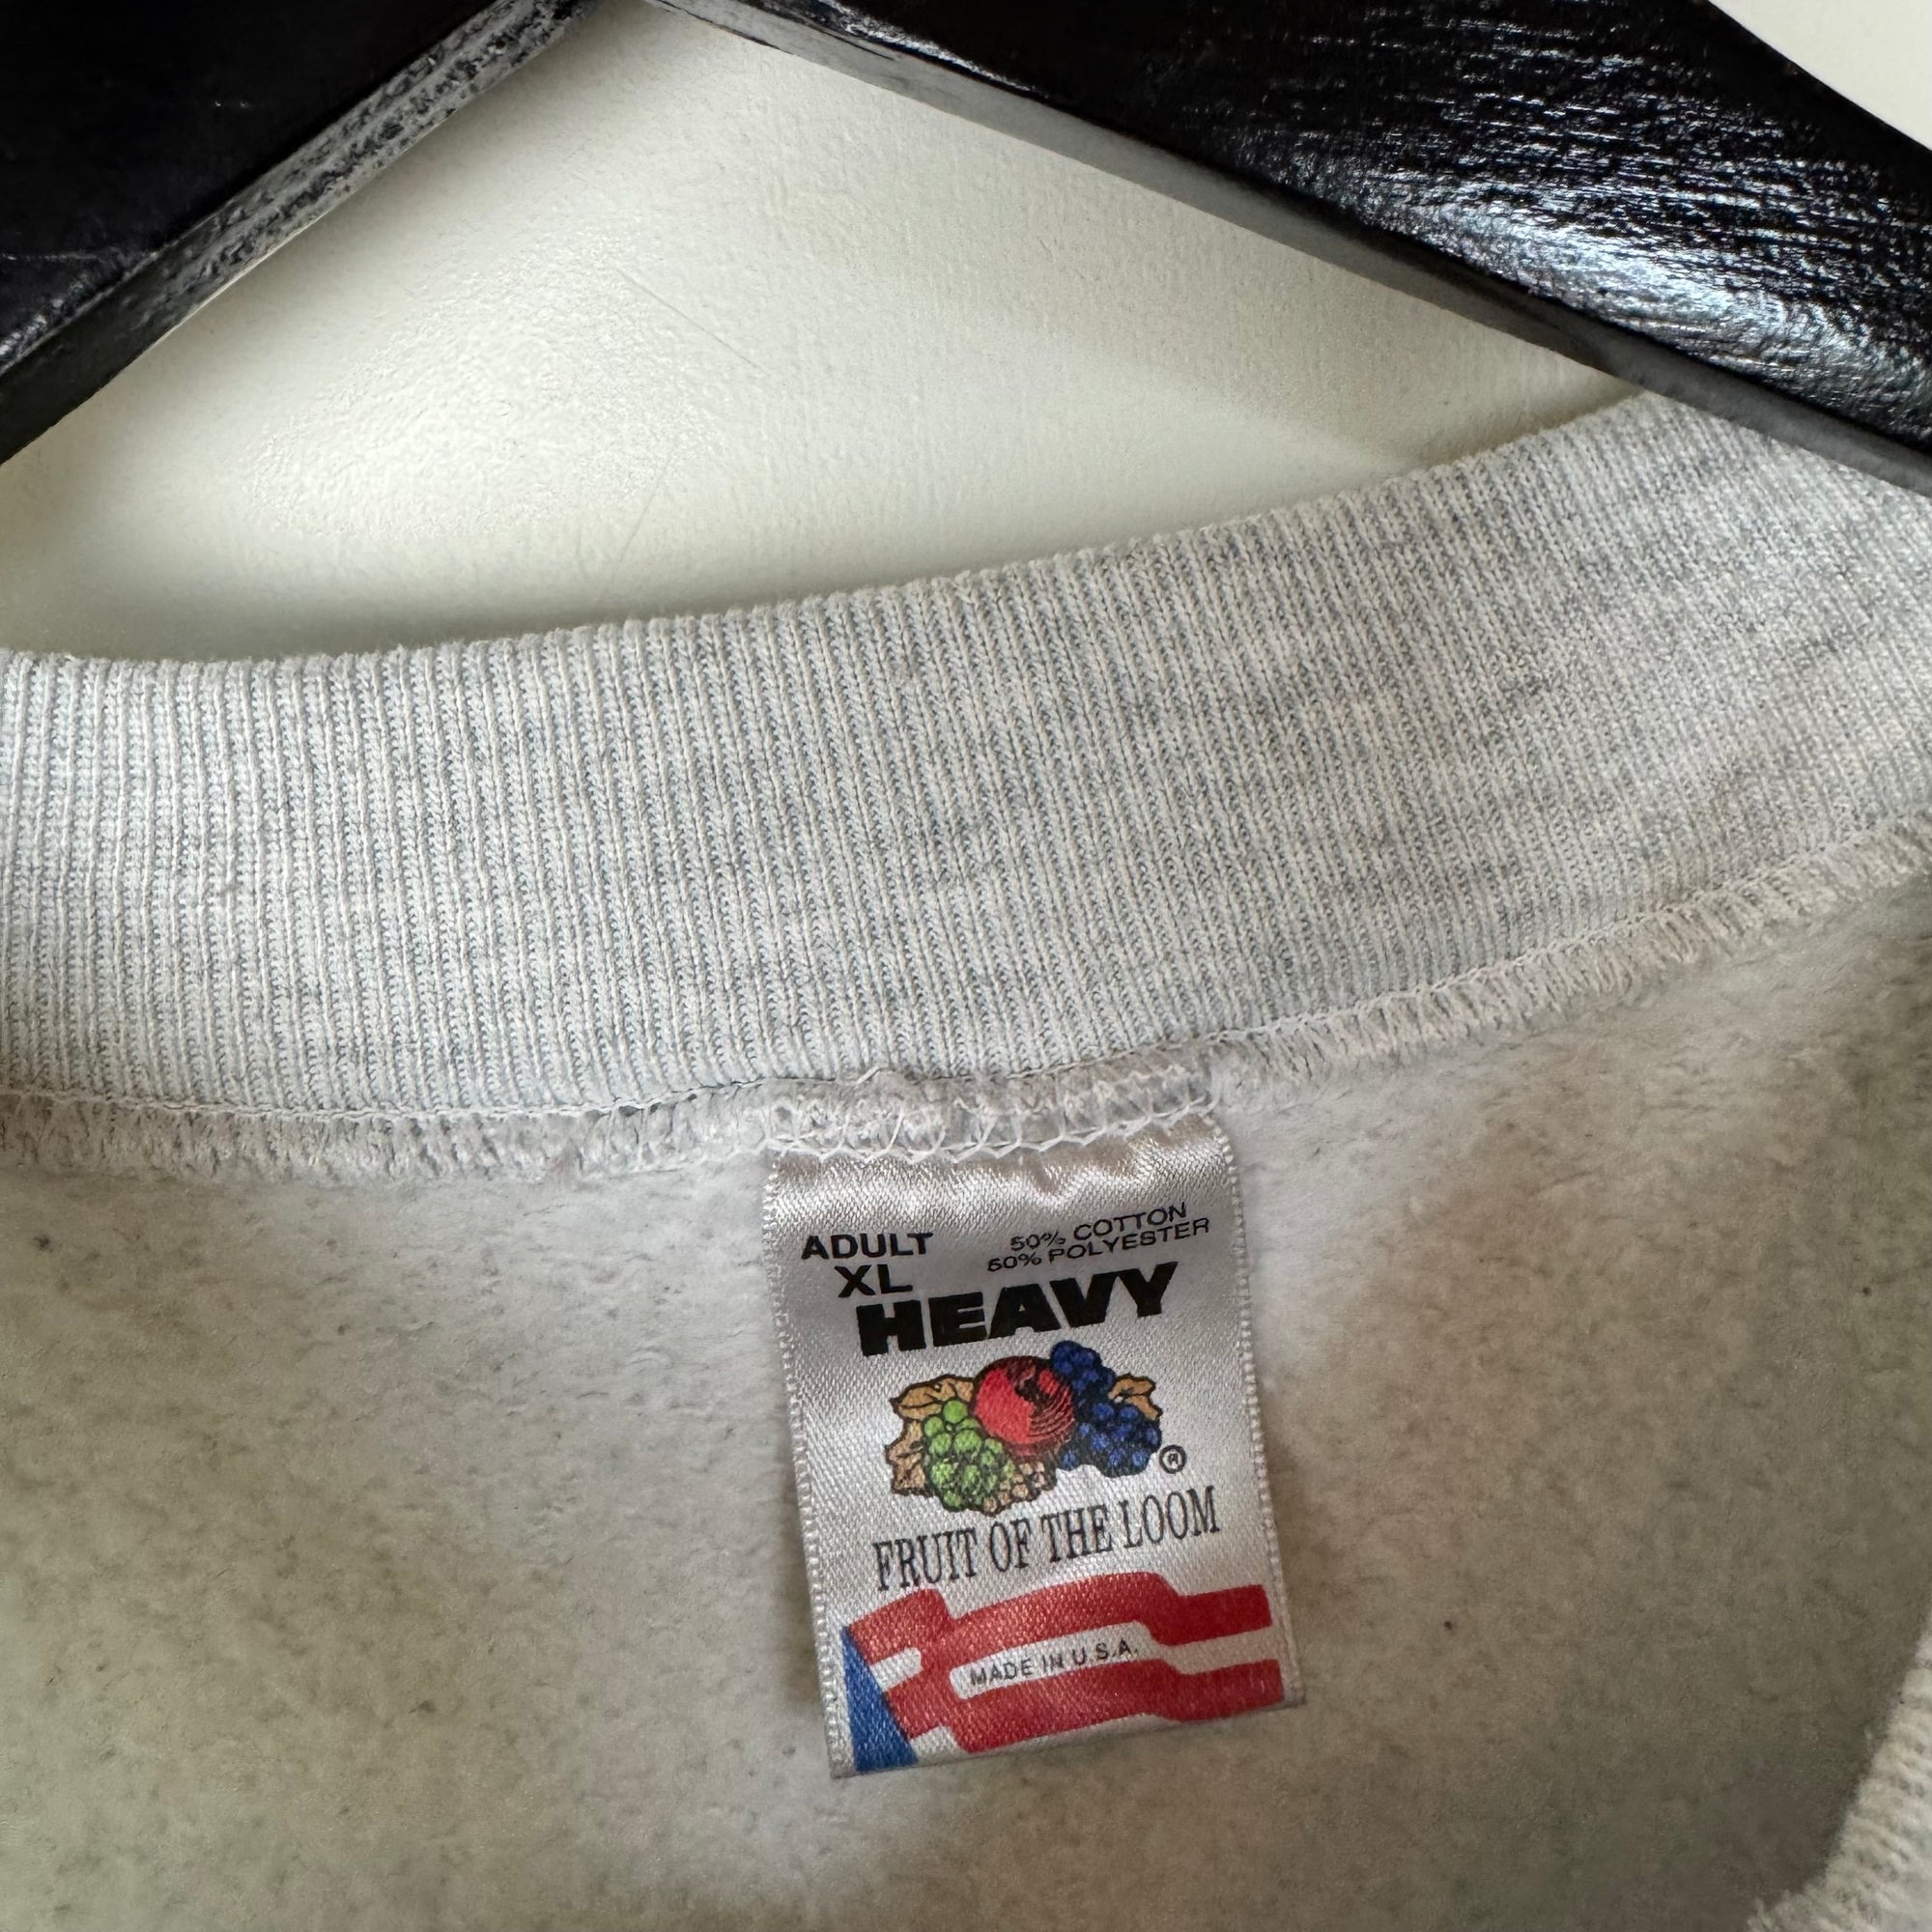 ADULT
XL
50% COTTON
50% POLYESTER
HEAVY
®
FRUIT OF THE LOOM
MADE IN U.S.A.